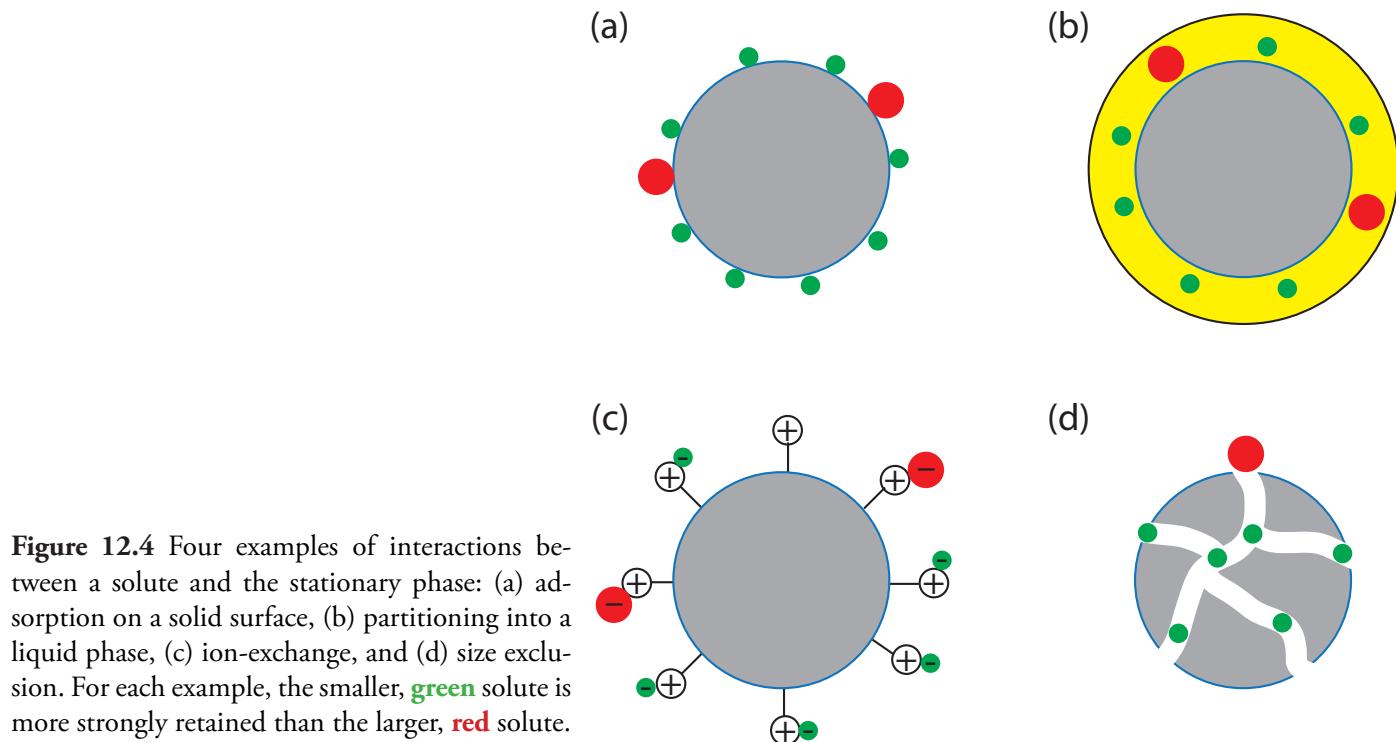 (a)
(b)
(c)
(d)
+
+
-
+
−
+
−
+
-
+
-
+
-
+
-
Figure 12.4 Four examples of interactions be-
tween a solute and the stationary phase: (a) ad-
sorption on a solid surface, (b) partitioning into a
liquid phase, (c) ion-exchange, and (d) size exclu-
sion. For each example, the smaller, green solute is
more strongly retained than the larger, red solute.